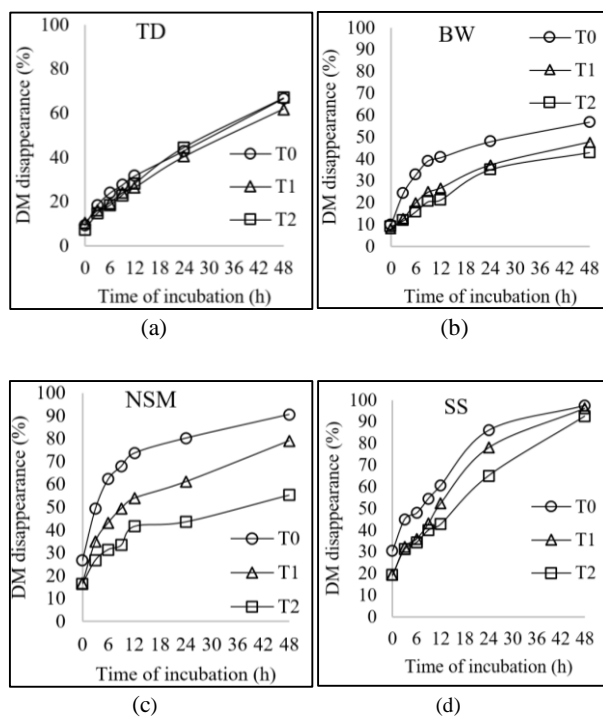 TD
DM disappearance (%)
100
80
60
40
20
0
T0
T1
T2
0 6 12 18 24 30 36 42 48
Time of incubation (h)
(a)
BW
DM disappearance (%)
100
90
80
70
60
50
40
30
20
10
0
T0
T1
T2
0 6 12 18 24 30 36 42 48
Time of incubation (h)
(b)
NSM
DM disappearance (%)
100
90
80
70
60
50
40
30
20
10
0
T0
T1
T2
0 6 12 18 24 30 36 42 48
Time of incubation (h)
(c)
SS
DM disappearance (%)
100
90
80
70
60
50
40
30
20
10
0
T0
T1
T2
0 6 12 18 24 30 36 42 48
Time of incubation (h)
(d)